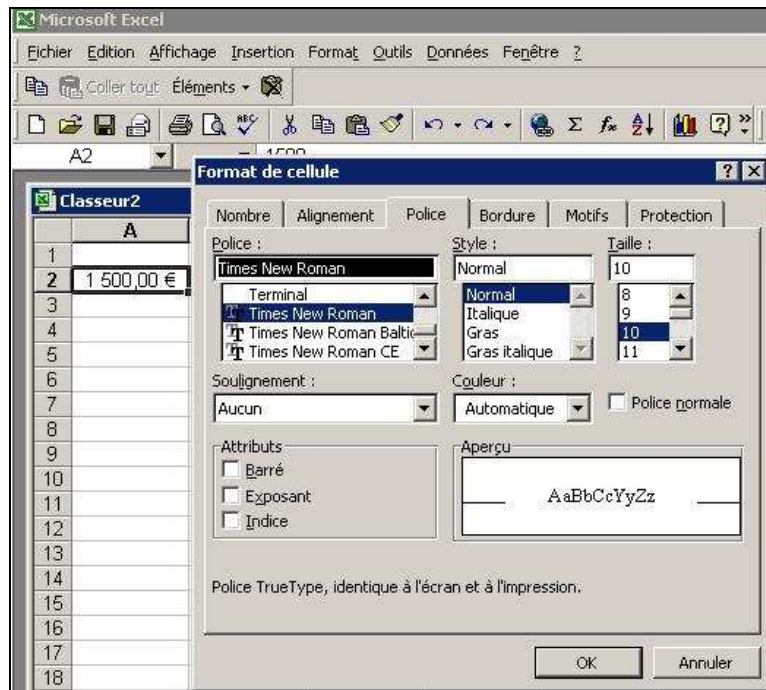 Microsoft Excel
Fichier Edition Affichage Insertion Format Outils Données Fenêtre ?
Coller tout Éléments
ABC Σ fx A Z ? »
A2 = 1500
Format de cellule ? X
Classeur2
Nombre Alignement Police Bordure Motifs Protection
A
Police : Style : Taille :
Times New Roman Normal 10
Terminal Normal 8
Times New Roman Italique 9
Times New Roman Baltic Gras 10
Times New Roman CE Gras italique 11
1
2 1 500,00 €
3
4
5
6
7
8
9
10
11
12
13
14
15
16
17
18
Soulignement : Couleur :
Aucun Automatique Police normale
Attributs Aperçu
Barré
Exposant AaBbCcYyZz
Indice
Police TrueType, identique à l'écran et à l'impression.
OK Annuler